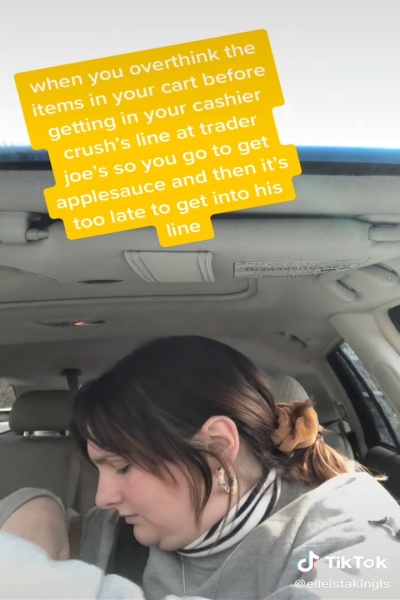 when you overthink the
items in your cart before
getting in your cashier
crush's line at trader
joe's so you go to get
applesauce and then it's
too late to get into his
line
TikTok
@elleistakingls